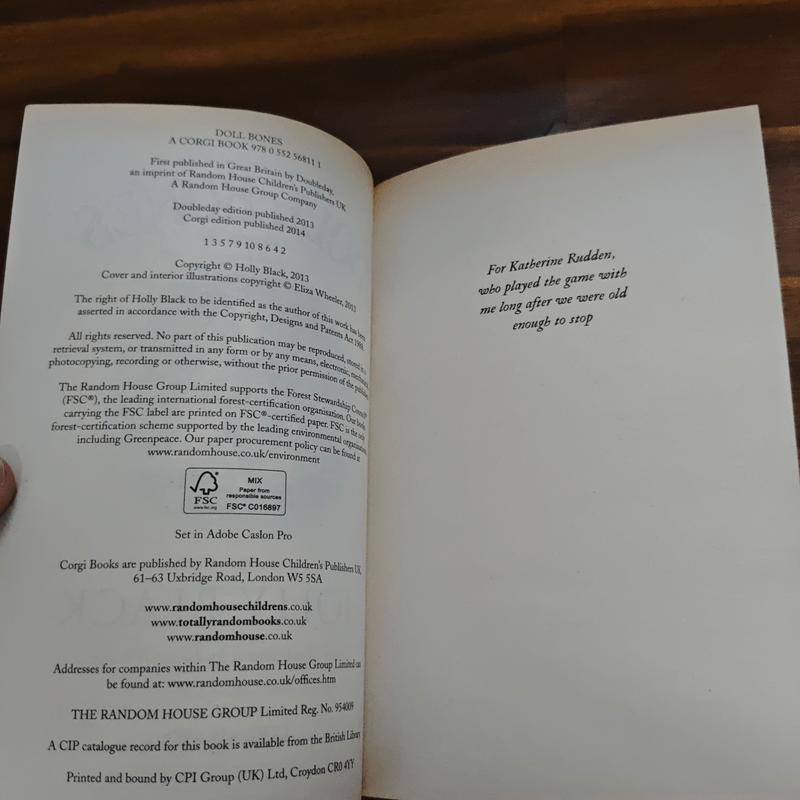 DOLL BONES
A CORGI BOOK 978 0 552 56811 1
First published in Great Britain by Doubleday,
an imprint of Random House Children's Publishers UK
A Random House Group Company
Doubleday edition published 2013
Corgi edition published 2014
1 3 5 7 9 10 8 6 4 2
Copyright © Holly Black, 2013
Cover and interior illustrations copyright © Eliza Wheeler, 2013
The right of Holly Black to be identified as the author of this work has been
asserted in accordance with the Copyright, Designs and Patents Act 1988.
All rights reserved. No part of this publication may be reproduced, stored in a
retrieval system, or transmitted in any form or by any means, electronic, mechanical,
photocopying, recording or otherwise, without the prior permission of the publishers.
The Random House Group Limited supports the Forest Stewardship Council®
(FSC®), the leading international forest-certification organisation. Our books
carrying the FSC label are printed on FSC®-certified paper. FSC is the only
forest-certification scheme supported by the leading environmental organisations,
including Greenpeace. Our paper procurement policy can be found at
www.randomhouse.co.uk/environment
FSC
www.fsc.org
MIX
Paper from
responsible sources
FSC® C016897
Set in Adobe Caslon Pro
Corgi Books are published by Random House Children's Publishers UK,
61–63 Uxbridge Road, London W5 5SA
www.randomhousechildrens.co.uk
www.totallyrandombooks.co.uk
www.randomhouse.co.uk
Addresses for companies within The Random House Group Limited can
be found at: www.randomhouse.co.uk/offices.htm
THE RANDOM HOUSE GROUP Limited Reg. No. 954009
A CIP catalogue record for this book is available from the British Library
Printed and bound by CPI Group (UK) Ltd, Croydon CR0 4YY
For Katherine Rudden,
who played the game with
me long after we were old
enough to stop